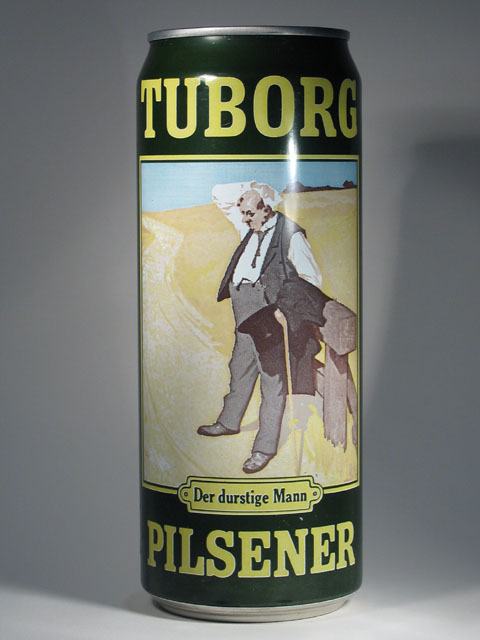 TUBORG
Der durstige Mann
PILSENER